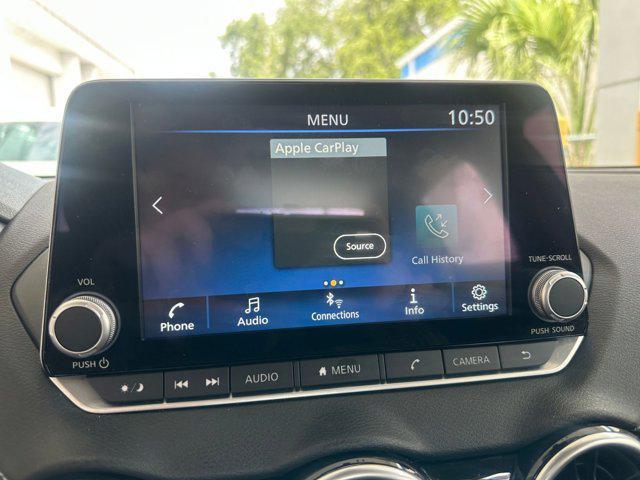 MENU 10:50
Apple CarPlay
Source
Call History
Phone Audio Connections Info Settings
VOL
PUSH
TUNE·SCROLL
PUSH SOUND
AUDIO MENU CAMERA